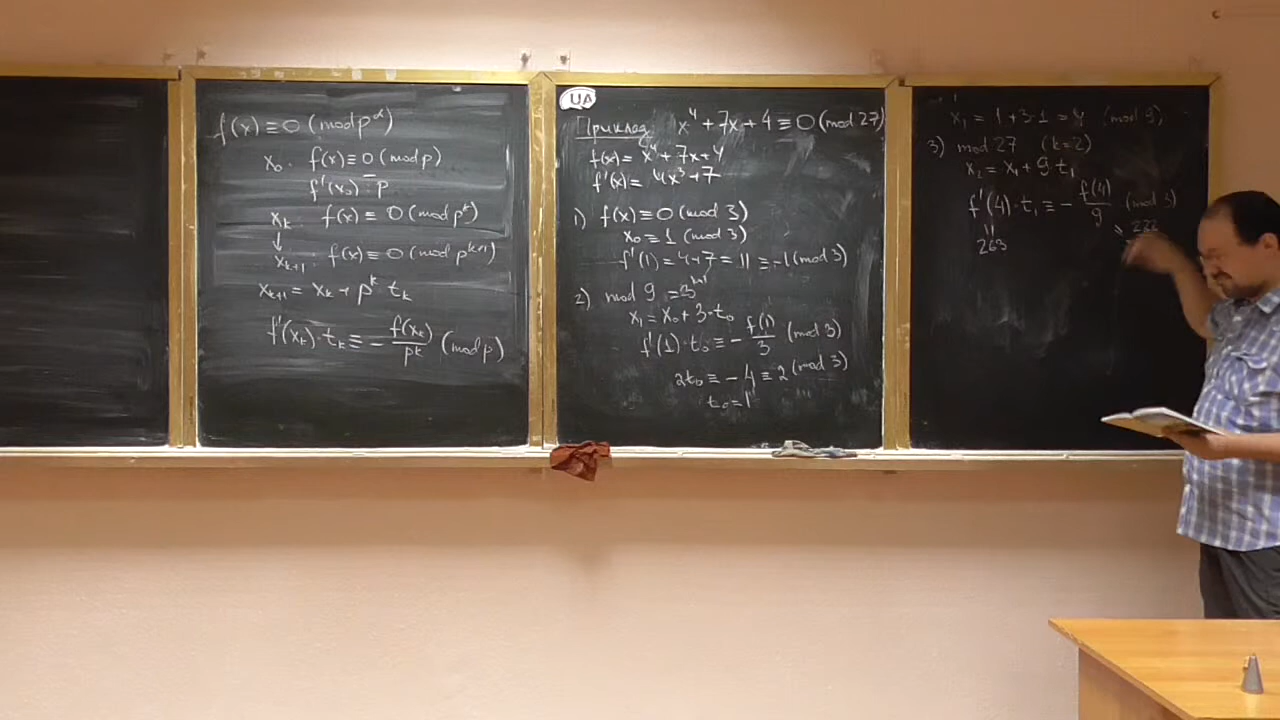 f(x) ≡ 0 (mod p^α)
x₀. f(x) ≡ 0 (mod p)
f'(x₀) ⋮ p
x_k f(x) ≡ 0 (mod p^k)
↓
x_{k+1}. f(x) ≡ 0 (mod p^{k+1})
x_{k+1} = x_k + p^k t_k
f'(x_k)·t_k ≡ - f(x_k)/p^k (mod p)
UA
Приклад x⁴ + 7x + 4 ≡ 0 (mod 27)
f(x) = x⁴ + 7x + 4
f'(x) = 4x³ + 7
1) f(x) ≡ 0 (mod 3)
x₀ ≡ 1 (mod 3)
f'(1) = 4+7 = 11 ≡ -1 (mod 3)
2) mod 9 = 3^{k+1}
x₁ = x₀ + 3·t₀
f'(1)·t₀ ≡ - f(1)/3 (mod 3)
2t₀ ≡ - 4 ≡ 2 (mod 3)
t₀ = 1
x₁ = 1 + 3·1 = 4 (mod 9)
3) mod 27 (k=2)
x₂ = x₁ + 9·t₁
f'(4)·t₁ ≡ - f(4)/9 (mod 3)
263